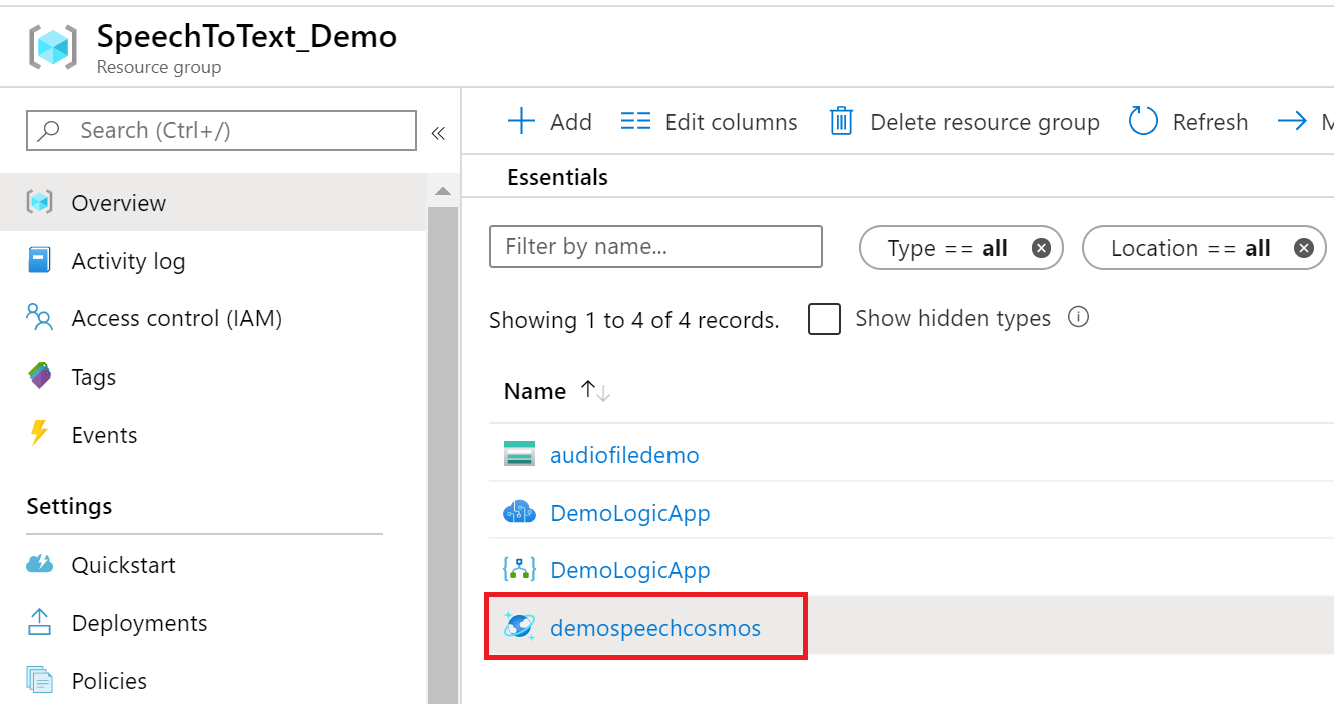 SpeechToText_Demo
Resource group
Search (Ctrl+/)
«
Overview
Activity log
Access control (IAM)
Tags
Events
Settings
Quickstart
Deployments
Policies
Add Edit columns Delete resource group Refresh M
Essentials
Filter by name... Type == all Location == all
Showing 1 to 4 of 4 records. Show hidden types
Name ↑↓
audiofiledemo
DemoLogicApp
DemoLogicApp
demospeechcosmos